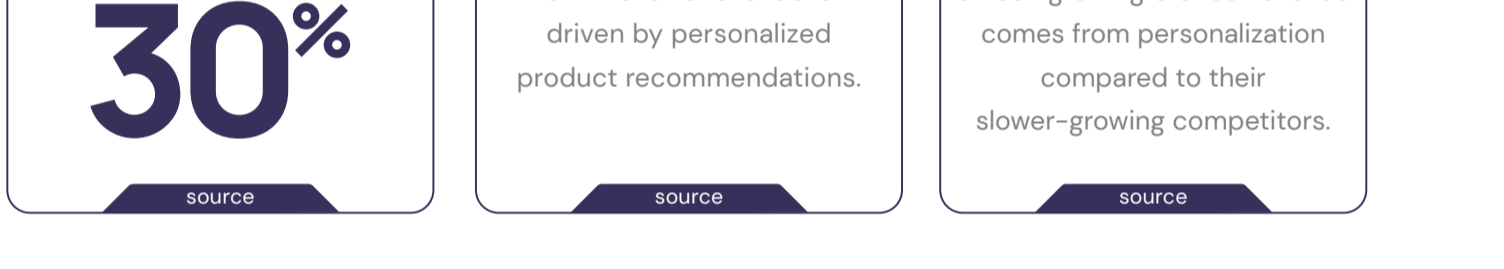 30%
source
driven by personalized
product recommendations.
source
comes from personalization
compared to their
slower-growing competitors.
source